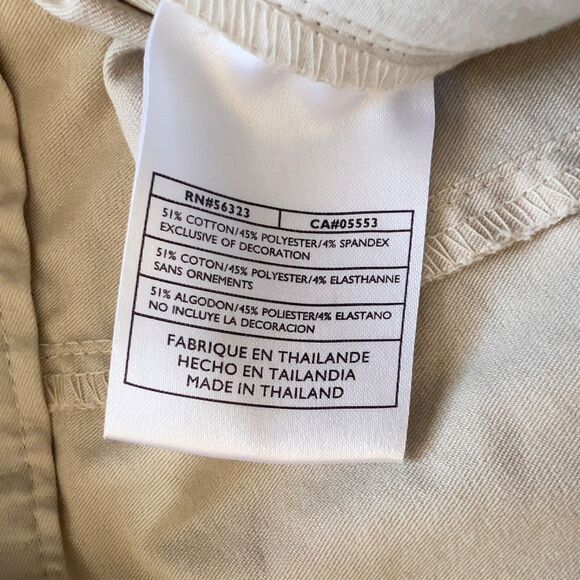 RN#56323 CA#05553
51% COTTON/45% POLYESTER/4% SPANDEX
EXCLUSIVE OF DECORATION
51% COTON/45% POLYESTER/4% ELASTHANNE
SANS ORNEMENTS
51% ALGODON/45% POLIESTER/4% ELASTANO
NO INCLUYE LA DECORACION
FABRIQUE EN THAILANDE
HECHO EN TAILANDIA
MADE IN THAILAND